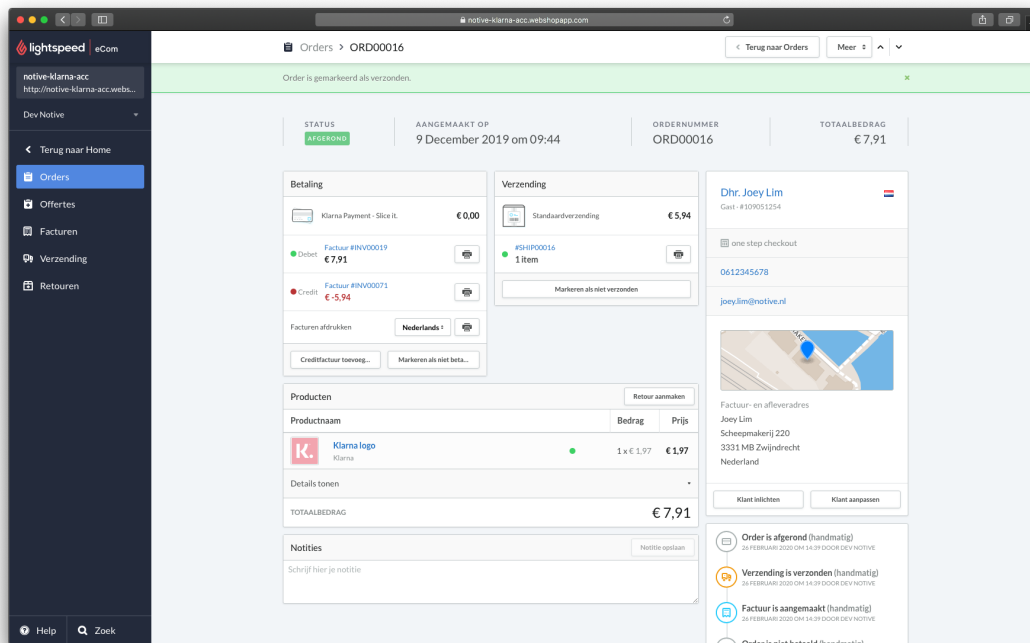 notive-klarna-acc.webshopapp.com
lightspeed eCom
notive-klarna-acc
http://notive-klarna-acc.webs...
Dev Notive
Terug naar Home
Orders
Offertes
Facturen
Verzending
Retouren
Help
Zoek
Orders > ORD00016
Terug naar Orders
Meer
Order is gemarkeerd als verzonden.
STATUS
AFGEROND
AANGEMAAKT OP
9 December 2019 om 09:44
ORDERNUMMER
ORD00016
TOTAALBEDRAG
€ 7,91
Betaling
Klarna Payment - Slice it. € 0,00
Debet
Factuur #INV00019
€ 7,91
Credit
Factuur #INV00071
€ -5,94
Facturen afdrukken
Nederlands
Creditfactuur toevoeg...
Markeren als niet beta...
Verzending
Standaardverzending € 5,94
#SHIP00016
1 item
Markeren als niet verzonden
Producten
Retour aanmaken
Productnaam Bedrag Prijs
K.
Klarna logo
Klarna
1 x € 1,97 € 1,97
Details tonen
TOTAALBEDRAG € 7,91
Notities
Notitie opslaan
Schrijf hier je notitie
Dhr. Joey Lim
Gast - #109051254
one step checkout
0612345678
joey.lim@notive.nl
Factuur- en afleveradres
Joey Lim
Scheepmakerij 220
3331 MB Zwijndrecht
Nederland
Klant inlichten
Klant aanpassen
Order is afgerond (handmatig)
26 FEBRUARI 2020 OM 14:39 DOOR DEV NOTIVE
Verzending is verzonden (handmatig)
26 FEBRUARI 2020 OM 14:39 DOOR DEV NOTIVE
Factuur is aangemaakt (handmatig)
26 FEBRUARI 2020 OM 14:39 DOOR DEV NOTIVE